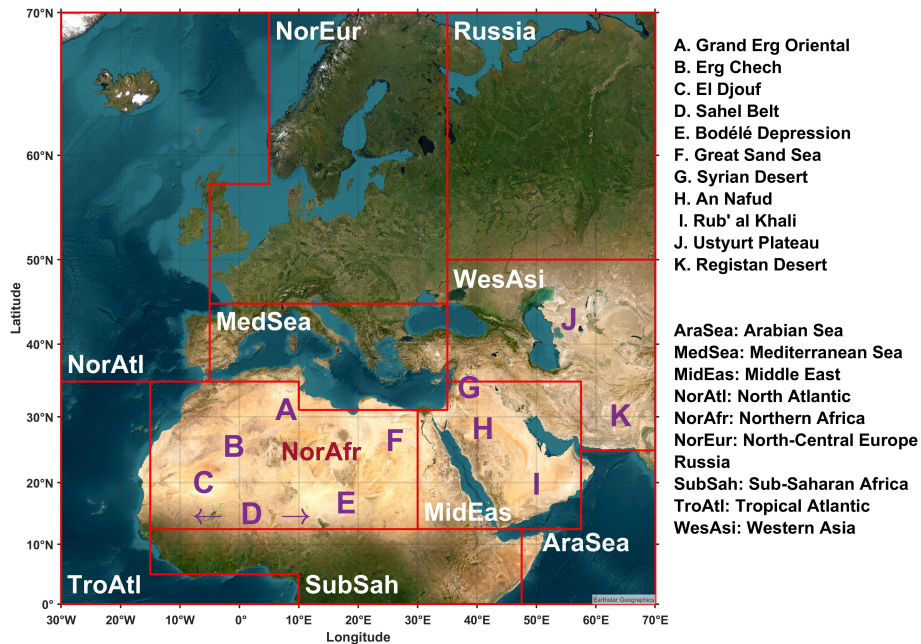 70°N
60°N
50°N
40°N
30°N
20°N
10°N
0°
Latitude
30°W
20°W
10°W
0°
10°E
20°E
30°E
40°E
50°E
60°E
70°E
Longitude
NorEur
Russia
WesAsi
MedSea
NorAtl
NorAfr
MidEas
AraSea
TroAtl
SubSah
J
G
A
K
H
F
B
C
I
E
← D →
Earthstar Geographics
A. Grand Erg Oriental
B. Erg Chech
C. El Djouf
D. Sahel Belt
E. Bodélé Depression
F. Great Sand Sea
G. Syrian Desert
H. An Nafud
I. Rub' al Khali
J. Ustyurt Plateau
K. Registan Desert
AraSea: Arabian Sea
MedSea: Mediterranean Sea
MidEas: Middle East
NorAtl: North Atlantic
NorAfr: Northern Africa
NorEur: North-Central Europe
Russia
SubSah: Sub-Saharan Africa
TroAtl: Tropical Atlantic
WesAsi: Western Asia